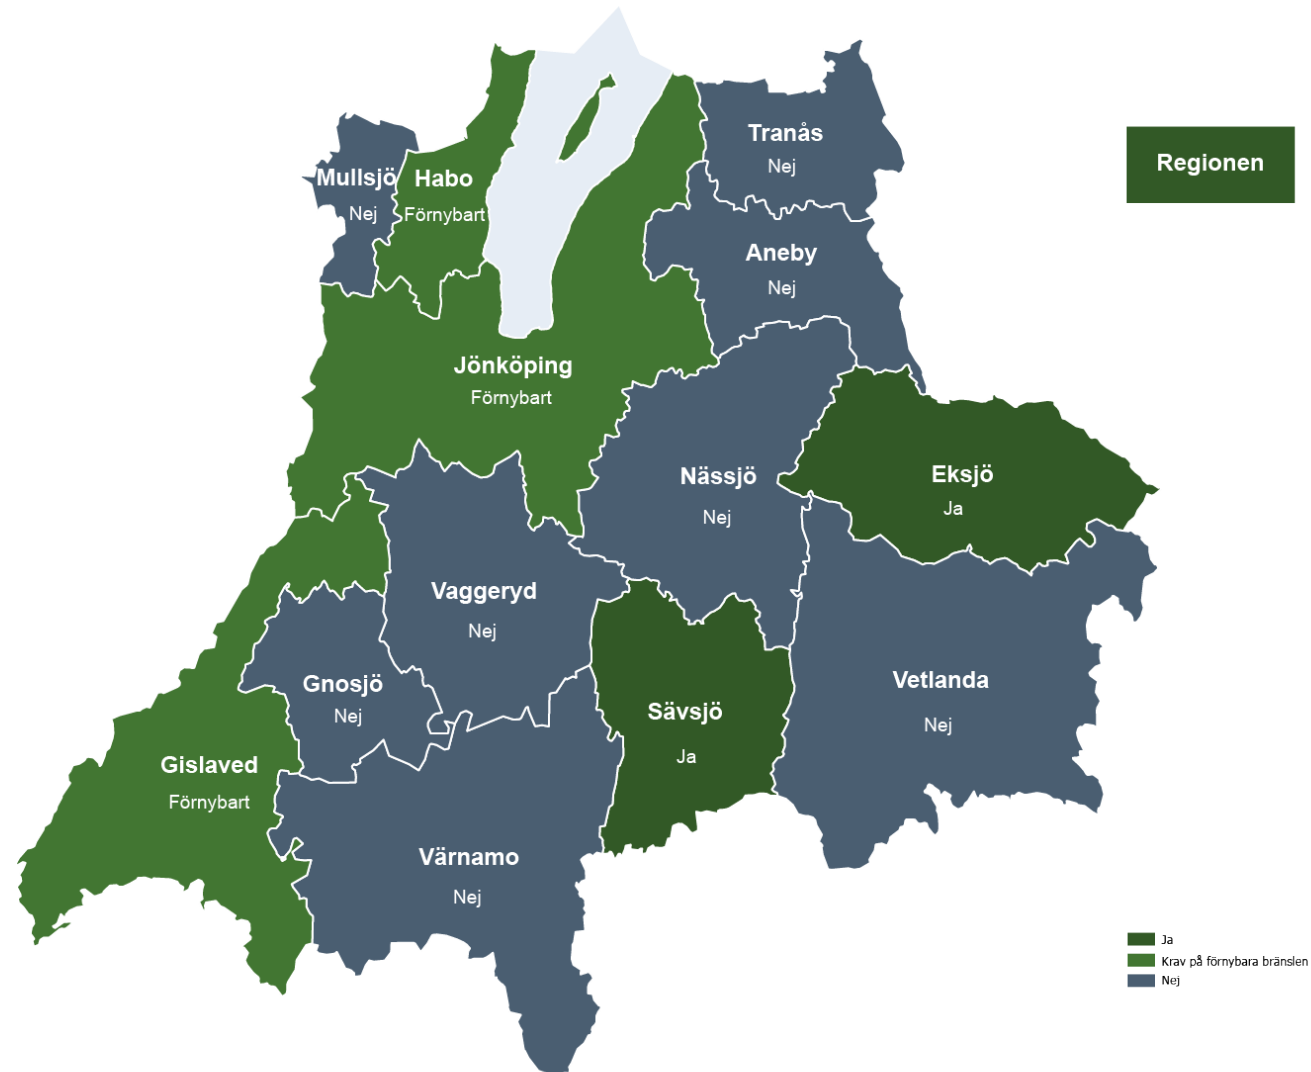 Tranås
Nej
Regionen
Mullsjö
Nej
Habo
Förnybart
Aneby
Nej
Jönköping
Förnybart
Nässjö
Nej
Eksjö
Ja
Vaggeryd
Nej
Gnosjö
Nej
Sävsjö
Ja
Vetlanda
Nej
Gislaved
Förnybart
Värnamo
Nej
Ja
Krav på förnybara bränslen
Nej